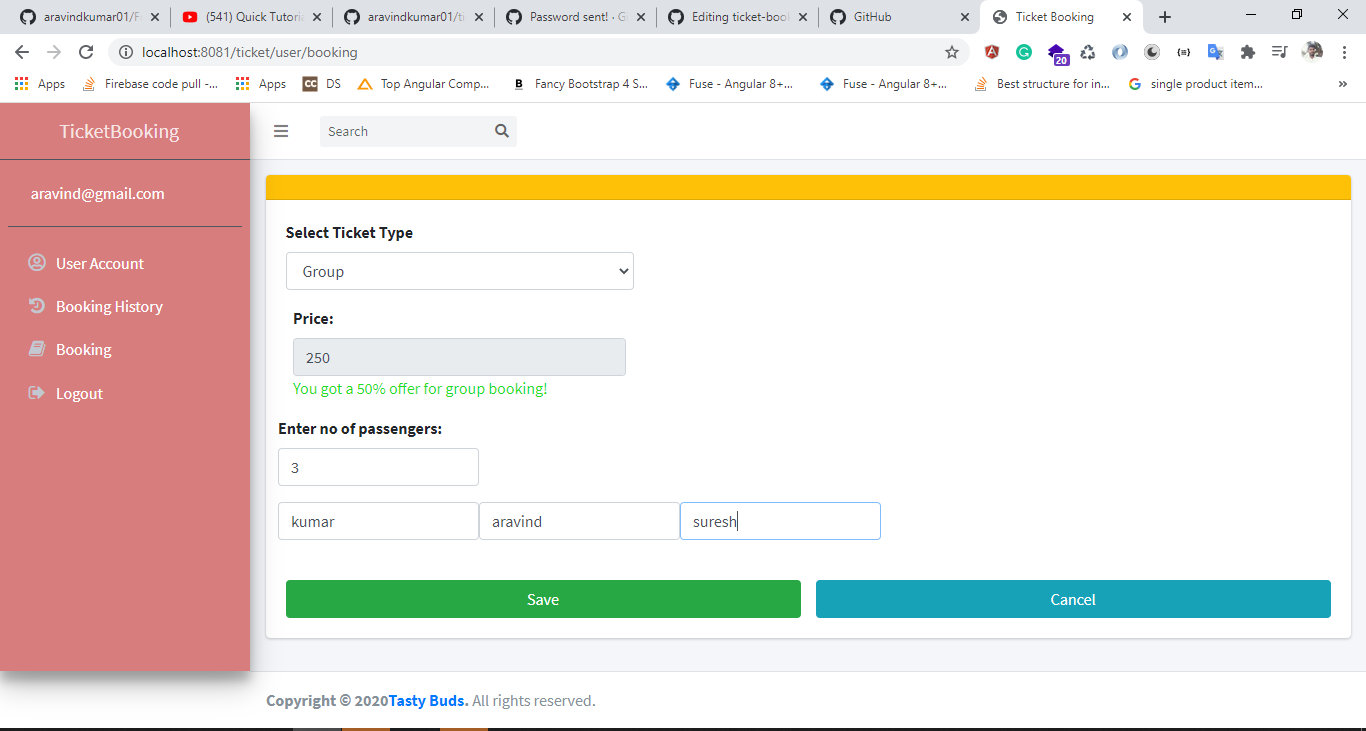 aravindkumar01/F
(541) Quick Tutoria
aravindkumar01/ti
Password sent! · G
Editing ticket-book
GitHub
Ticket Booking
localhost:8081/ticket/user/booking
20
Apps
Firebase code pull -...
Apps
CC DS
Top Angular Comp...
B Fancy Bootstrap 4 S...
Fuse - Angular 8+...
Fuse - Angular 8+...
Best structure for in...
single product item...
»
TicketBooking
Search
aravind@gmail.com
User Account
Booking History
Booking
Logout
Select Ticket Type
Group
Price:
250
You got a 50% offer for group booking!
Enter no of passengers:
3
kumar aravind suresh
Save Cancel
Copyright © 2020Tasty Buds. All rights reserved.